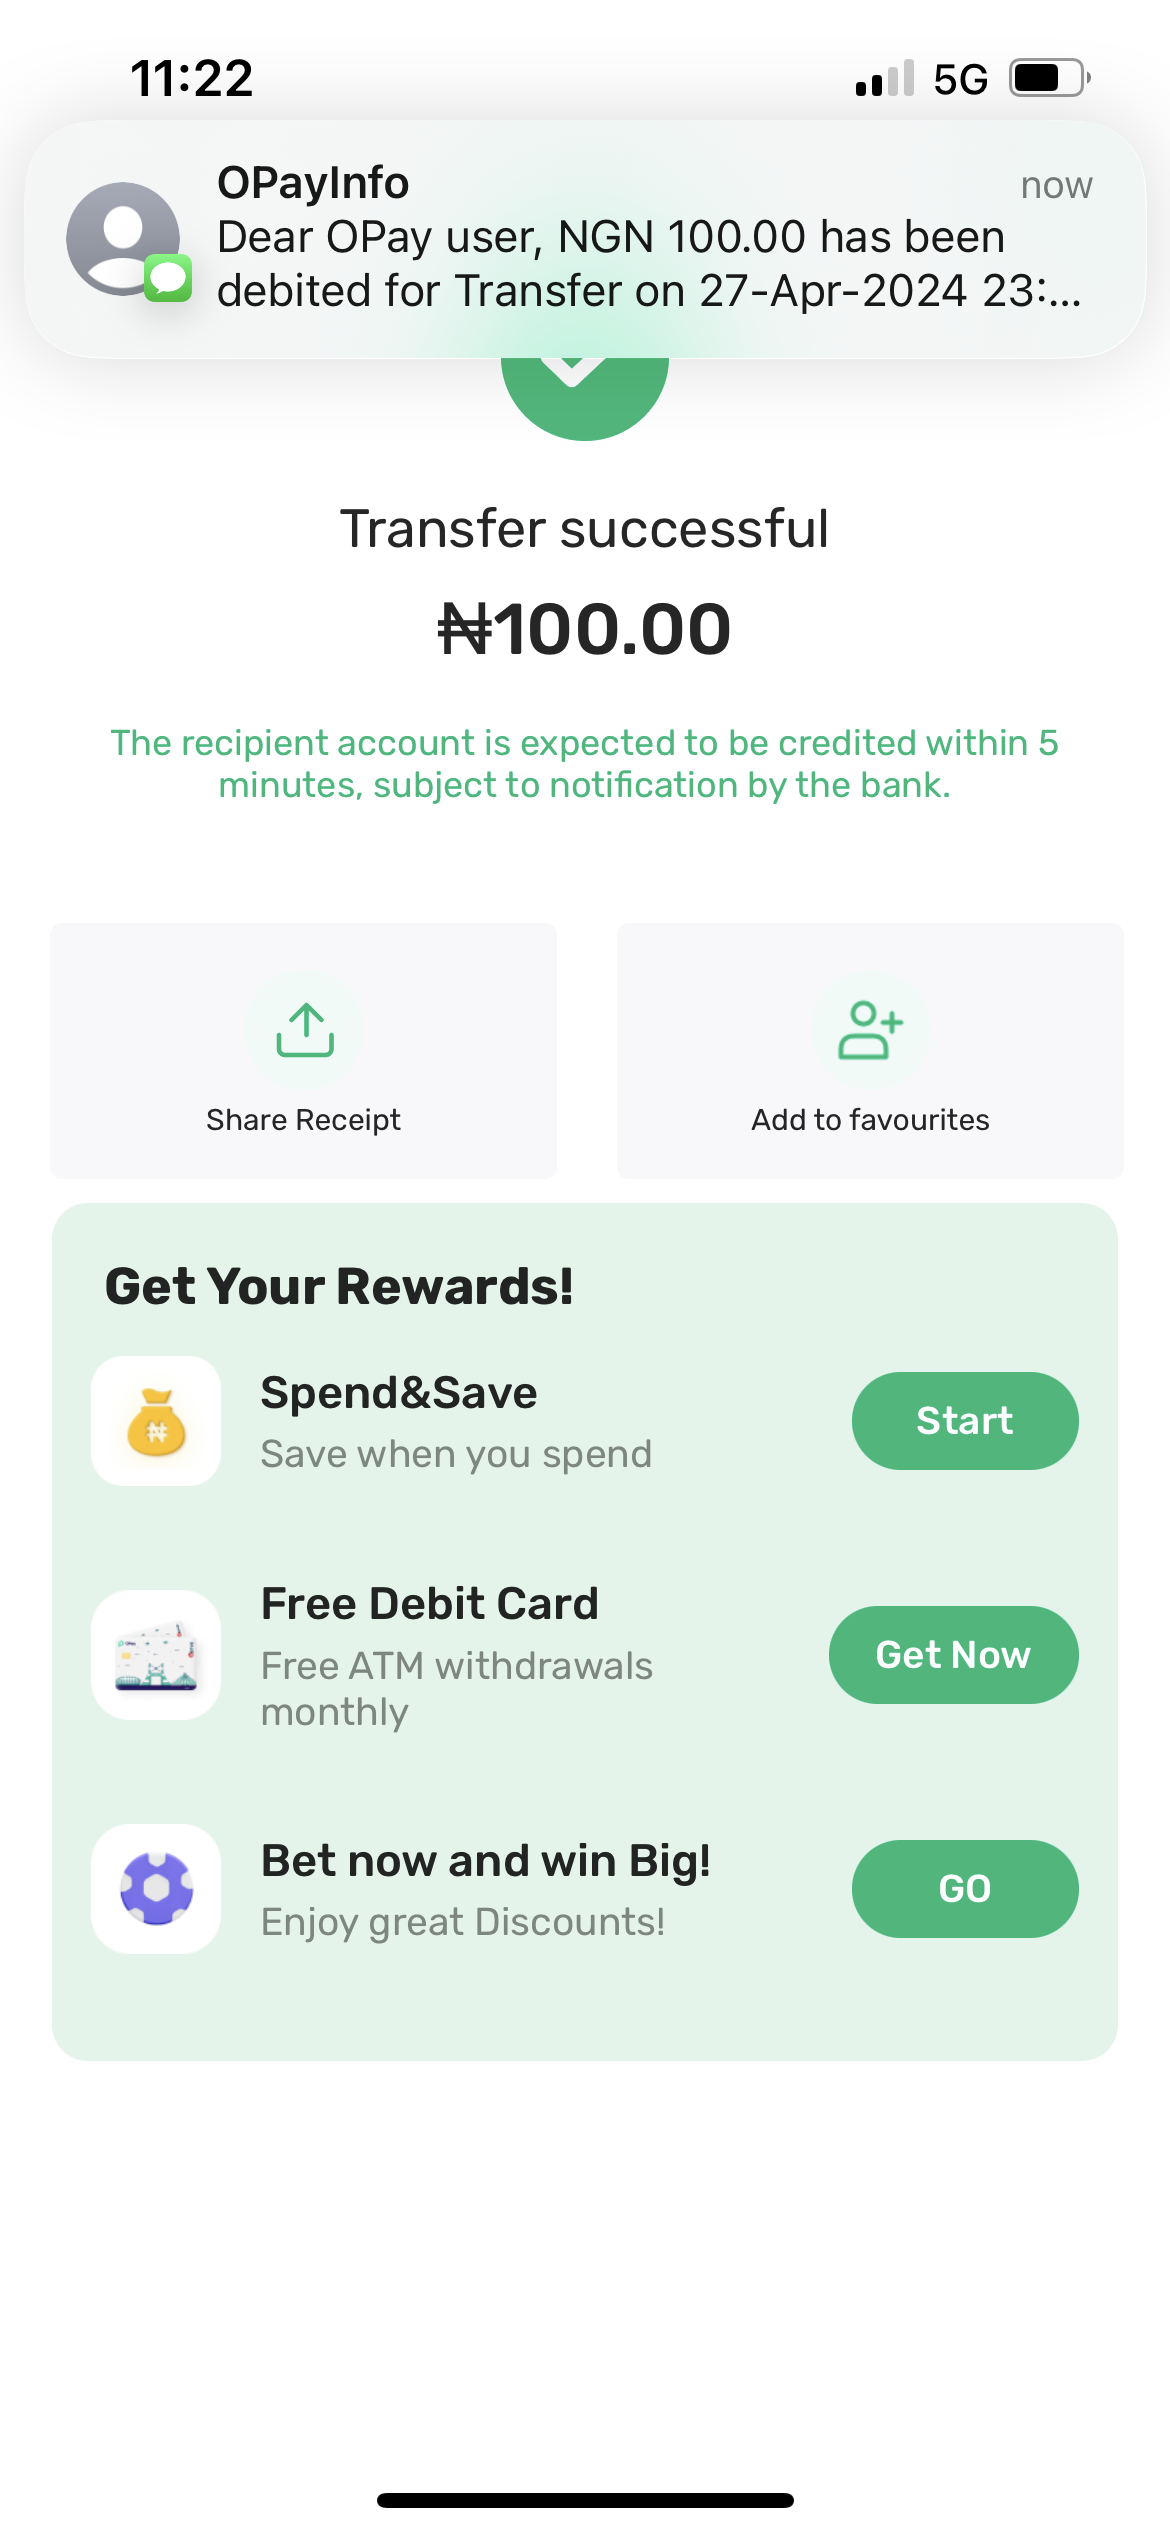 11:22
5G
OPayInfo
now
Dear OPay user, NGN 100.00 has been
debited for Transfer on 27-Apr-2024 23:...
Transfer successful
₦100.00
The recipient account is expected to be credited within 5
minutes, subject to notification by the bank.
Share Receipt
Add to favourites
Get Your Rewards!
Spend&Save
Save when you spend
Start
Free Debit Card
Free ATM withdrawals
monthly
Get Now
Bet now and win Big!
Enjoy great Discounts!
GO